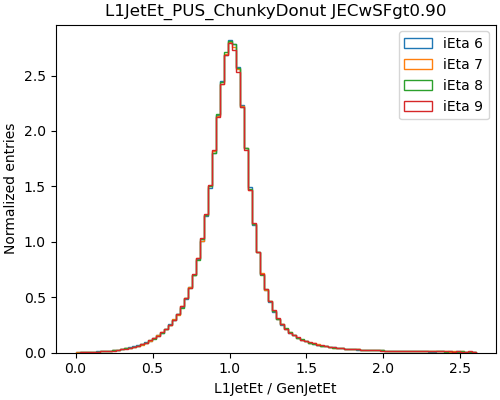 L1JetEt_PUS_ChunkyDonut JECwSFgt0.90
iEta 6
iEta 7
iEta 8
iEta 9
Normalized entries
2.5
2.0
1.5
1.0
0.5
0.0
0.0 0.5 1.0 1.5 2.0 2.5
L1JetEt / GenJetEt